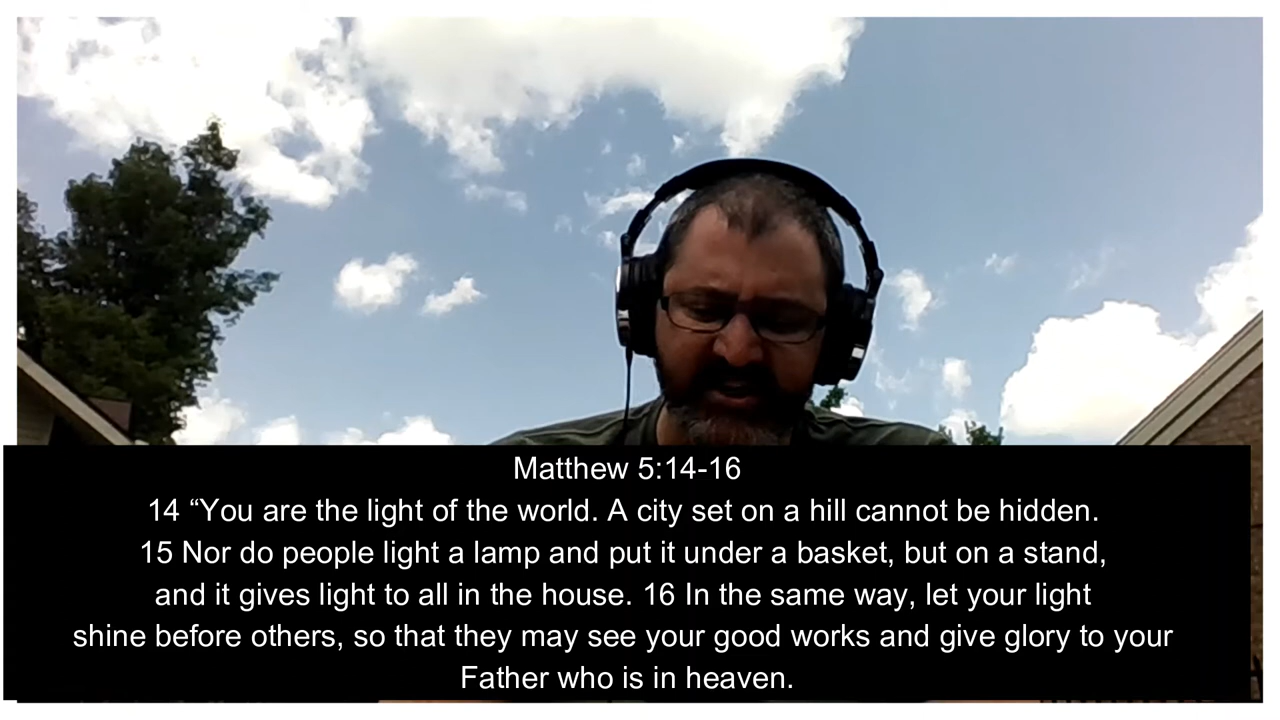 Matthew 5:14-16
14 “You are the light of the world. A city set on a hill cannot be hidden.
15 Nor do people light a lamp and put it under a basket, but on a stand,
and it gives light to all in the house. 16 In the same way, let your light
shine before others, so that they may see your good works and give glory to your
Father who is in heaven.